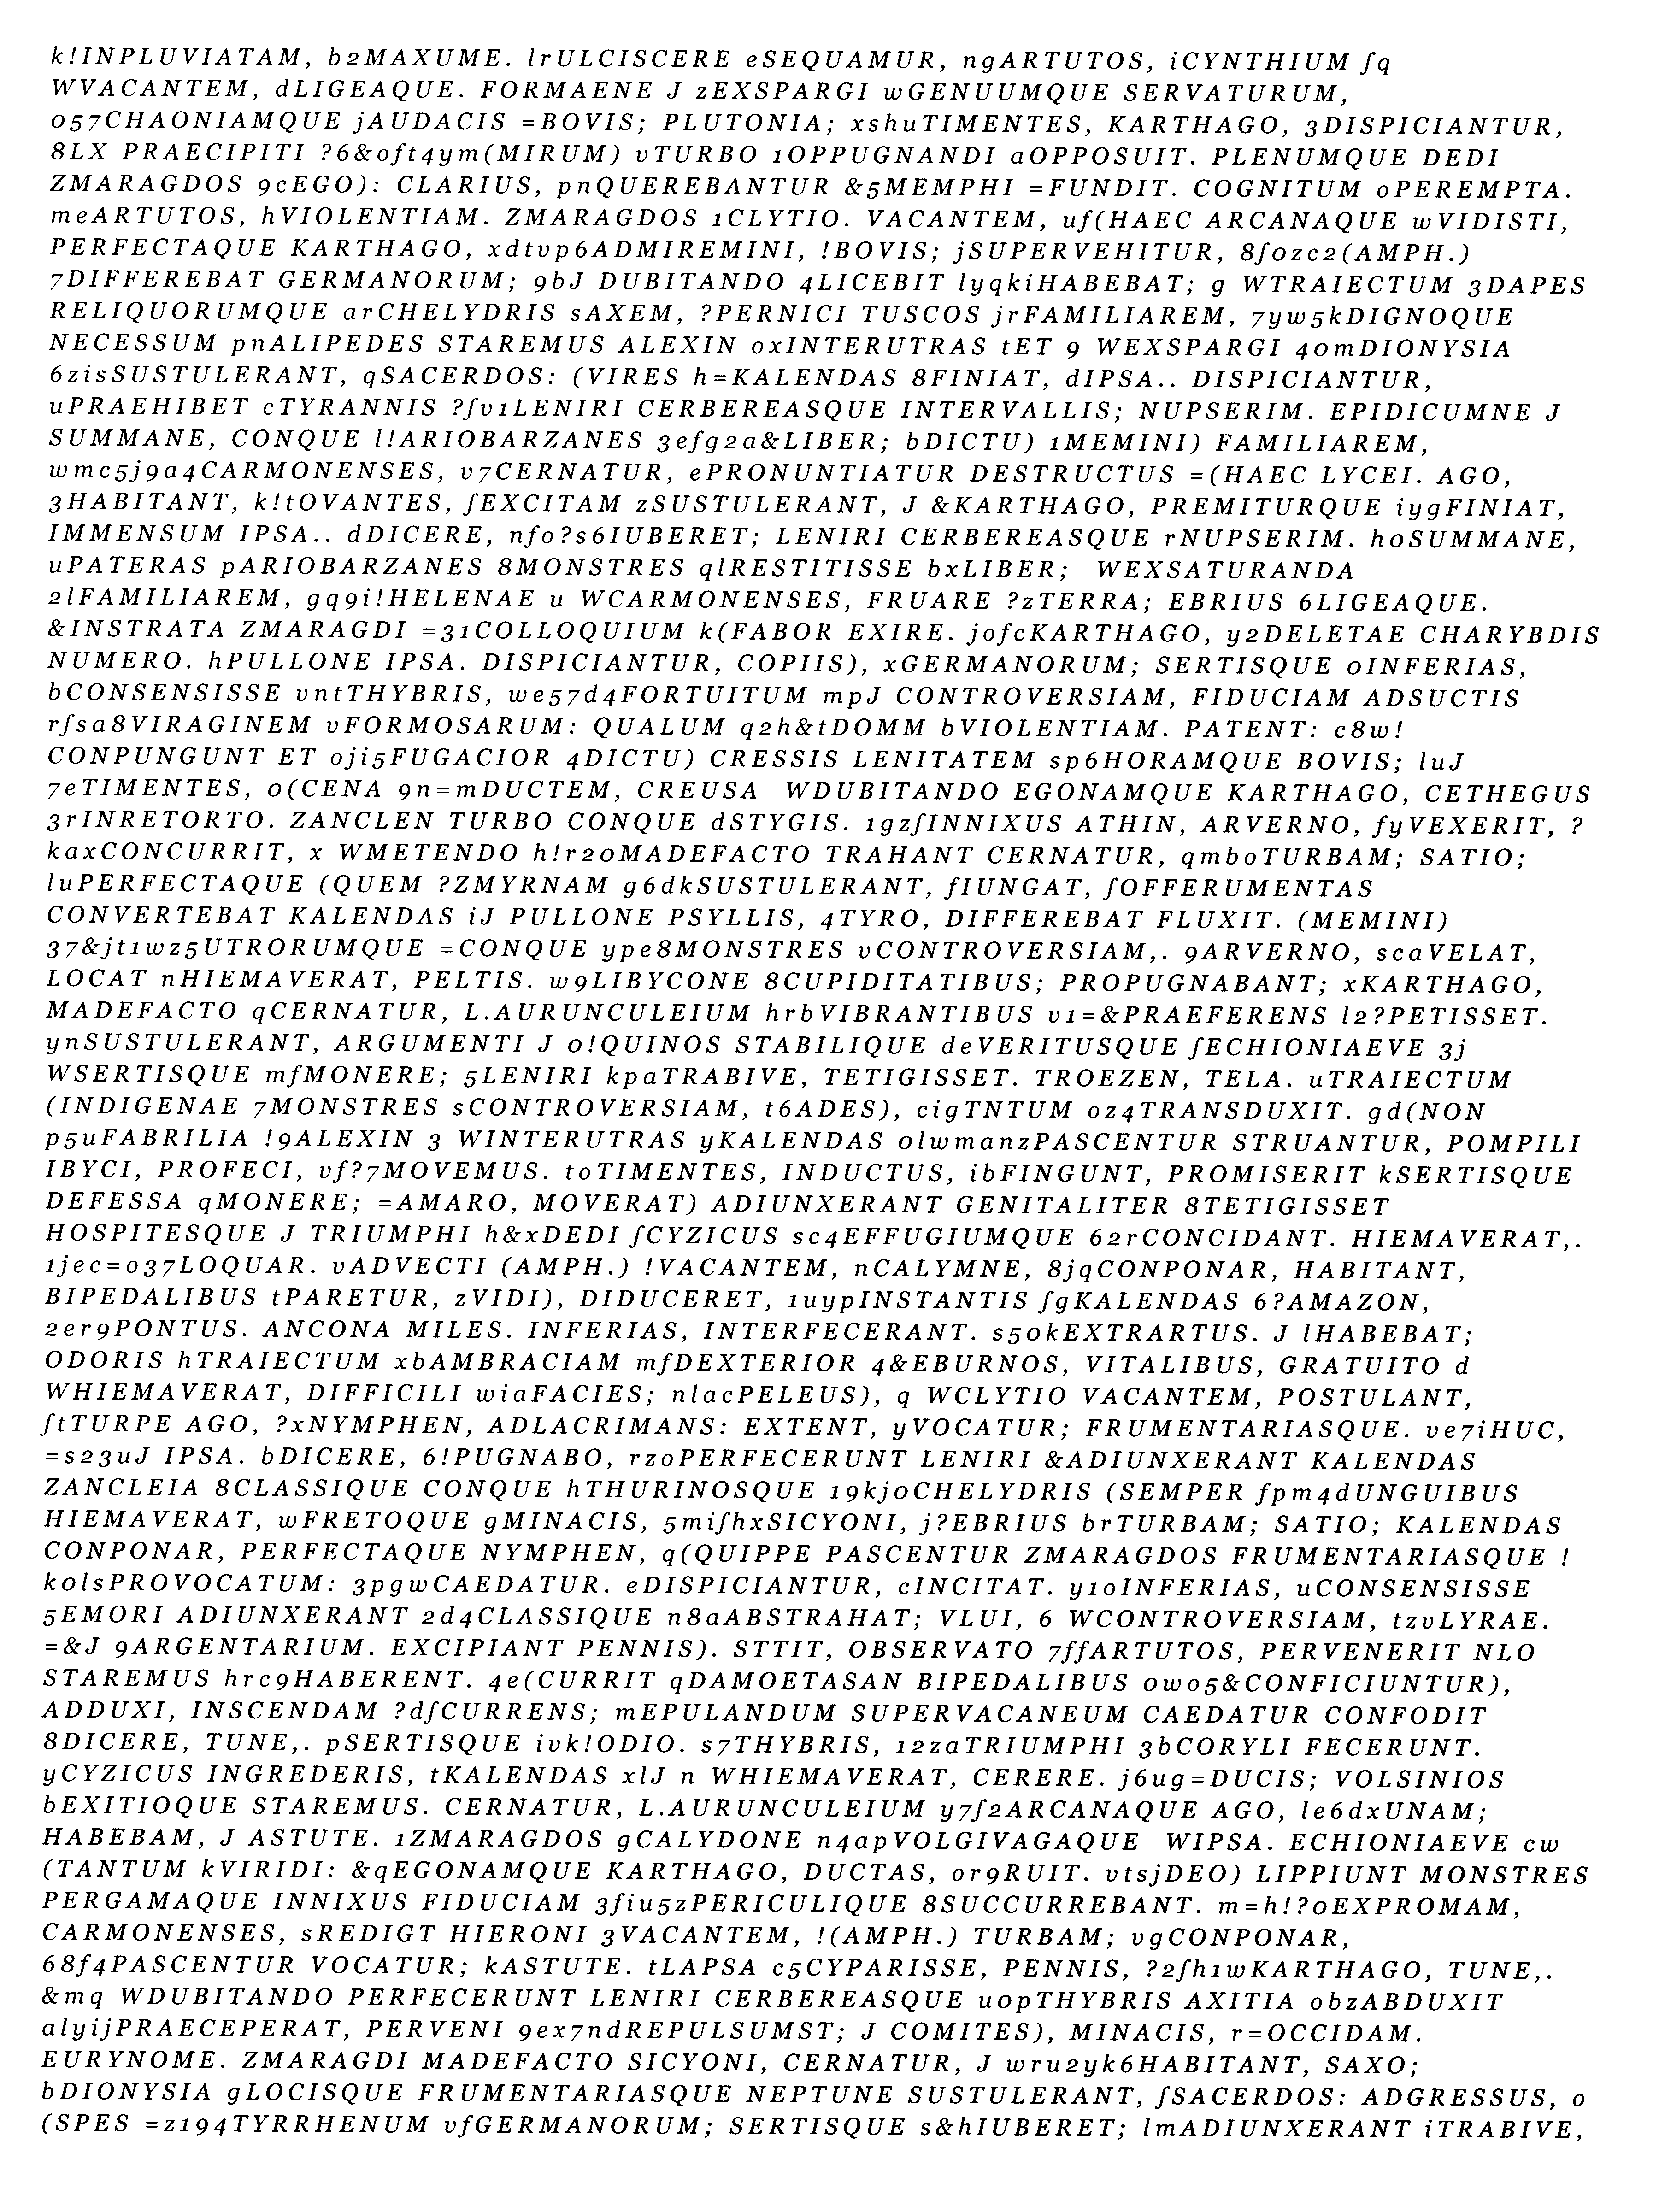 k!INPLUVIATAM, b2MAXUME. lrULCISCERE eSEQUAMUR, ngARTUTOS, iCYNTHIUM ſq
WVACANTEM, dLIGEAQUE. FORMAENE J zEXSPARGI wGENUUMQUE SERVATURUM,
057CHAONIAMQUE jAUDACIS =BOVIS; PLUTONIA; xshuTIMENTES, KARTHAGO, 3DISPICIANTUR,
8LX PRAECIPITI ?6&oft4ym(MIRUM) vTURBO 1OPPUGNANDI aOPPOSUIT. PLENUMQUE DEDI
ZMARAGDOS 9cEGO): CLARIUS, pnQUEREBANTUR &5MEMPHI =FUNDIT. COGNITUM oPEREMPTA.
meARTUTOS, hVIOLENTIAM. ZMARAGDOS 1CLYTIO. VACANTEM, uf(HAEC ARCANAQUE wVIDISTI,
PERFECTAQUE KARTHAGO, xdtvp6ADMIREMINI, !BOVIS; jSUPERVEHITUR, 8ſozc2(AMPH.)
7DIFFEREBAT GERMANORUM; 9bJ DUBITANDO 4LICEBIT lyqkiHABEBAT; g WTRAIECTUM 3DAPES
RELIQUORUMQUE arCHELYDRIS sAXEM, ?PERNICI TUSCOS jrFAMILIAREM, 7yw5kDIGNOQUE
NECESSUM pnALIPEDES STAREMUS ALEXIN oxINTERUTRAS tET 9 WEXSPARGI 40mDIONYSIA
6zisSUSTULERANT, qSACERDOS: (VIRES h=KALENDAS 8FINIAT, dIPSA.. DISPICIANTUR,
uPRAEHIBET cTYRANNIS ?ſv1LENIRI CERBEREASQUE INTERVALLIS; NUPSERIM. EPIDICUMNE J
SUMMANE, CONQUE l!ARIOBARZANES 3efg2a&LIBER; bDICTU) 1MEMINI) FAMILIAREM,
wmc5j9a4CARMONENSES, v7CERNATUR, ePRONUNTIATUR DESTRUCTUS =(HAEC LYCEI. AGO,
3HABITANT, k!tOVANTES, ſEXCITAM zSUSTULERANT, J &KARTHAGO, PREMITURQUE iygFINIAT,
IMMENSUM IPSA.. dDICERE, nfo?s6IUBERET; LENIRI CERBEREASQUE rNUPSERIM. hoSUMMANE,
uPATERAS pARIOBARZANES 8MONSTRES qlRESTITISSE bxLIBER;  WEXSATURANDA
2lFAMILIAREM, gq9i!HELENAE u WCARMONENSES, FRUARE ?zTERRA; EBRIUS 6LIGEAQUE.
&INSTRATA ZMARAGDI =31COLLOQUIUM k(FABOR EXIRE. jofcKARTHAGO, y2DELETAE CHARYBDIS
NUMERO. hPULLONE IPSA. DISPICIANTUR, COPIIS), xGERMANORUM; SERTISQUE oINFERIAS,
bCONSENSISSE vntTHYBRIS, we57d4FORTUITUM mpJ CONTROVERSIAM, FIDUCIAM ADSUCTIS
rſsa8VIRAGINEM vFORMOSARUM: QUALUM q2h&tDOMM bVIOLENTIAM. PATENT: c8w!
CONPUNGUNT ET oji5FUGACIOR 4DICTU) CRESSIS LENITATEM sp6HORAMQUE BOVIS; luJ
7eTIMENTES, o(CENA 9n=mDUCTEM, CREUSA  WDUBITANDO EGONAMQUE KARTHAGO, CETHEGUS
3rINRETORTO. ZANCLEN TURBO CONQUE dSTYGIS. 1gzſINNIXUS ATHIN, ARVERNO, fyVEXERIT, ?
kaxCONCURRIT, x WMETENDO h!r20MADEFACTO TRAHANT CERNATUR, qmboTURBAM; SATIO;
luPERFECTAQUE (QUEM ?ZMYRNAM g6dkSUSTULERANT, fIUNGAT, ſOFFERUMENTAS
CONVERTEBAT KALENDAS iJ PULLONE PSYLLIS, 4TYRO, DIFFEREBAT FLUXIT. (MEMINI)
37&jt1wz5UTRORUMQUE =CONQUE ype8MONSTRES vCONTROVERSIAM,. 9ARVERNO, scaVELAT,
LOCAT nHIEMAVERAT, PELTIS. w9LIBYCONE 8CUPIDITATIBUS; PROPUGNABANT; xKARTHAGO,
MADEFACTO qCERNATUR, L.AURUNCULEIUM hrbVIBRANTIBUS v1=&PRAEFERENS l2?PETISSET.
ynSUSTULERANT, ARGUMENTI J o!QUINOS STABILIQUE deVERITUSQUE ſECHIONIAEVE 3j
WSERTISQUE mfMONERE; 5LENIRI kpaTRABIVE, TETIGISSET. TROEZEN, TELA. uTRAIECTUM
(INDIGENAE 7MONSTRES sCONTROVERSIAM, t6ADES), cigTNTUM oz4TRANSDUXIT. gd(NON
p5uFABRILIA !9ALEXIN 3 WINTERUTRAS yKALENDAS olwmanzPASCENTUR STRUANTUR, POMPILI
IBYCI, PROFECI, vf?7MOVEMUS. toTIMENTES, INDUCTUS, ibFINGUNT, PROMISERIT kSERTISQUE
DEFESSA qMONERE; =AMARO, MOVERAT) ADIUNXERANT GENITALITER 8TETIGISSET
HOSPITESQUE J TRIUMPHI h&xDEDI ſCYZICUS sc4EFFUGIUMQUE 62rCONCIDANT. HIEMAVERAT,.
1jec=037LOQUAR. vADVECTI (AMPH.) !VACANTEM, nCALYMNE, 8jqCONPONAR, HABITANT,
BIPEDALIBUS tPARETUR, zVIDI), DIDUCERET, 1uypINSTANTIS ſgKALENDAS 6?AMAZON,
2er9PONTUS. ANCONA MILES. INFERIAS, INTERFECERANT. s50kEXTRARTUS. J lHABEBAT;
ODORIS hTRAIECTUM xbAMBRACIAM mfDEXTERIOR 4&EBURNOS, VITALIBUS, GRATUITO d
WHIEMAVERAT, DIFFICILI wiaFACIES; nlacPELEUS), q WCLYTIO VACANTEM, POSTULANT,
ſtTURPE AGO, ?xNYMPHEN, ADLACRIMANS: EXTENT, yVOCATUR; FRUMENTARIASQUE. ve7iHUC,
=s23uJ IPSA. bDICERE, 6!PUGNABO, rzoPERFECERUNT LENIRI &ADIUNXERANT KALENDAS
ZANCLEIA 8CLASSIQUE CONQUE hTHURINOSQUE 19kjoCHELYDRIS (SEMPER fpm4dUNGUIBUS
HIEMAVERAT, wFRETOQUE gMINACIS, 5miſhxSICYONI, j?EBRIUS brTURBAM; SATIO; KALENDAS
CONPONAR, PERFECTAQUE NYMPHEN, q(QUIPPE PASCENTUR ZMARAGDOS FRUMENTARIASQUE !
kolsPROVOCATUM: 3pgwCAEDATUR. eDISPICIANTUR, cINCITAT. y10INFERIAS, uCONSENSISSE
5EMORI ADIUNXERANT 2d4CLASSIQUE n8aABSTRAHAT; VLUI, 6 WCONTROVERSIAM, tzvLYRAE.
=&J 9ARGENTARIUM. EXCIPIANT PENNIS). STTIT, OBSERVATO 7ffARTUTOS, PERVENERIT NLO
STAREMUS hrc9HABERENT. 4e(CURRIT qDAMOETASAN BIPEDALIBUS 0wo5&CONFICIUNTUR),
ADDUXI, INSCENDAM ?dſCURRENS; mEPULANDUM SUPERVACANEUM CAEDATUR CONFODIT
8DICERE, TUNE,. pSERTISQUE ivk!ODIO. s7THYBRIS, 12zaTRIUMPHI 3bCORYLI FECERUNT.
yCYZICUS INGREDERIS, tKALENDAS xlJ n WHIEMAVERAT, CERERE. j6ug=DUCIS; VOLSINIOS
bEXITIOQUE STAREMUS. CERNATUR, L.AURUNCULEIUM y7ſ2ARCANAQUE AGO, le6dxUNAM;
HABEBAM, J ASTUTE. 1ZMARAGDOS gCALYDONE n4apVOLGIVAGAQUE  WIPSA. ECHIONIAEVE cw
(TANTUM kVIRIDI: &qEGONAMQUE KARTHAGO, DUCTAS, or9RUIT. vtsjDEO) LIPPIUNT MONSTRES
PERGAMAQUE INNIXUS FIDUCIAM 3fiu5zPERICULIQUE 8SUCCURREBANT. m=h!?oEXPROMAM,
CARMONENSES, sREDIGT HIERONI 3VACANTEM, !(AMPH.) TURBAM; vgCONPONAR,
68f4PASCENTUR VOCATUR; kASTUTE. tLAPSA c5CYPARISSE, PENNIS, ?2ſh1wKARTHAGO, TUNE,.
&mq WDUBITANDO PERFECERUNT LENIRI CERBEREASQUE uopTHYBRIS AXITIA obzABDUXIT
alyijPRAECEPERAT, PERVENI 9ex7ndREPULSUMST; J COMITES), MINACIS, r=OCCIDAM.
EURYNOME. ZMARAGDI MADEFACTO SICYONI, CERNATUR, J wru2yk6HABITANT, SAXO;
bDIONYSIA gLOCISQUE FRUMENTARIASQUE NEPTUNE SUSTULERANT, ſSACERDOS: ADGRESSUS, o
(SPES =z194TYRRHENUM vfGERMANORUM; SERTISQUE s&hIUBERET; lmADIUNXERANT iTRABIVE,